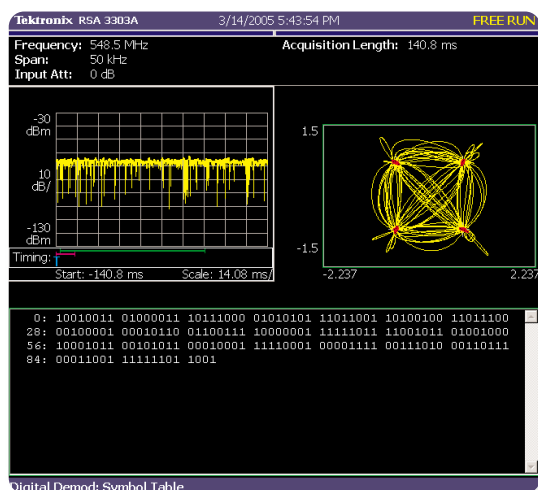 Tektronix RSA 3303A 3/14/2005 5:43:54 PM FREE RUN
Frequency: 548.5 MHz Acquisition Length: 140.8 ms
Span: 50 kHz
Input Att: 0 dB
-30
dBm
10
dB/
-130
dBm
Timing:
Start: -140.8 ms Scale: 14.08 ms/
1.5
-1.5
-2.237 2.237
0: 10010011 01000011 10111000 01010101 11011001 10100100 11011100
28: 00100001 00010110 01100111 10000001 11111011 11001011 01001000
56: 10001011 00101011 00010001 11110001 00001111 00111010 00110111
84: 00011001 11111101 1001
Digital Demod: Symbol Table